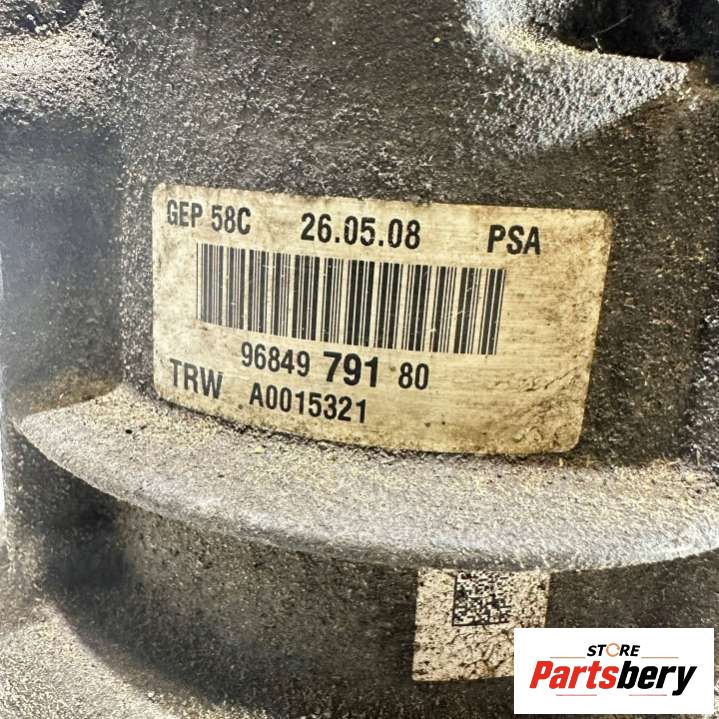 GEP 58C 26.05.08 PSA
96849 791 80
TRW A0015321
STORE
Partsbery